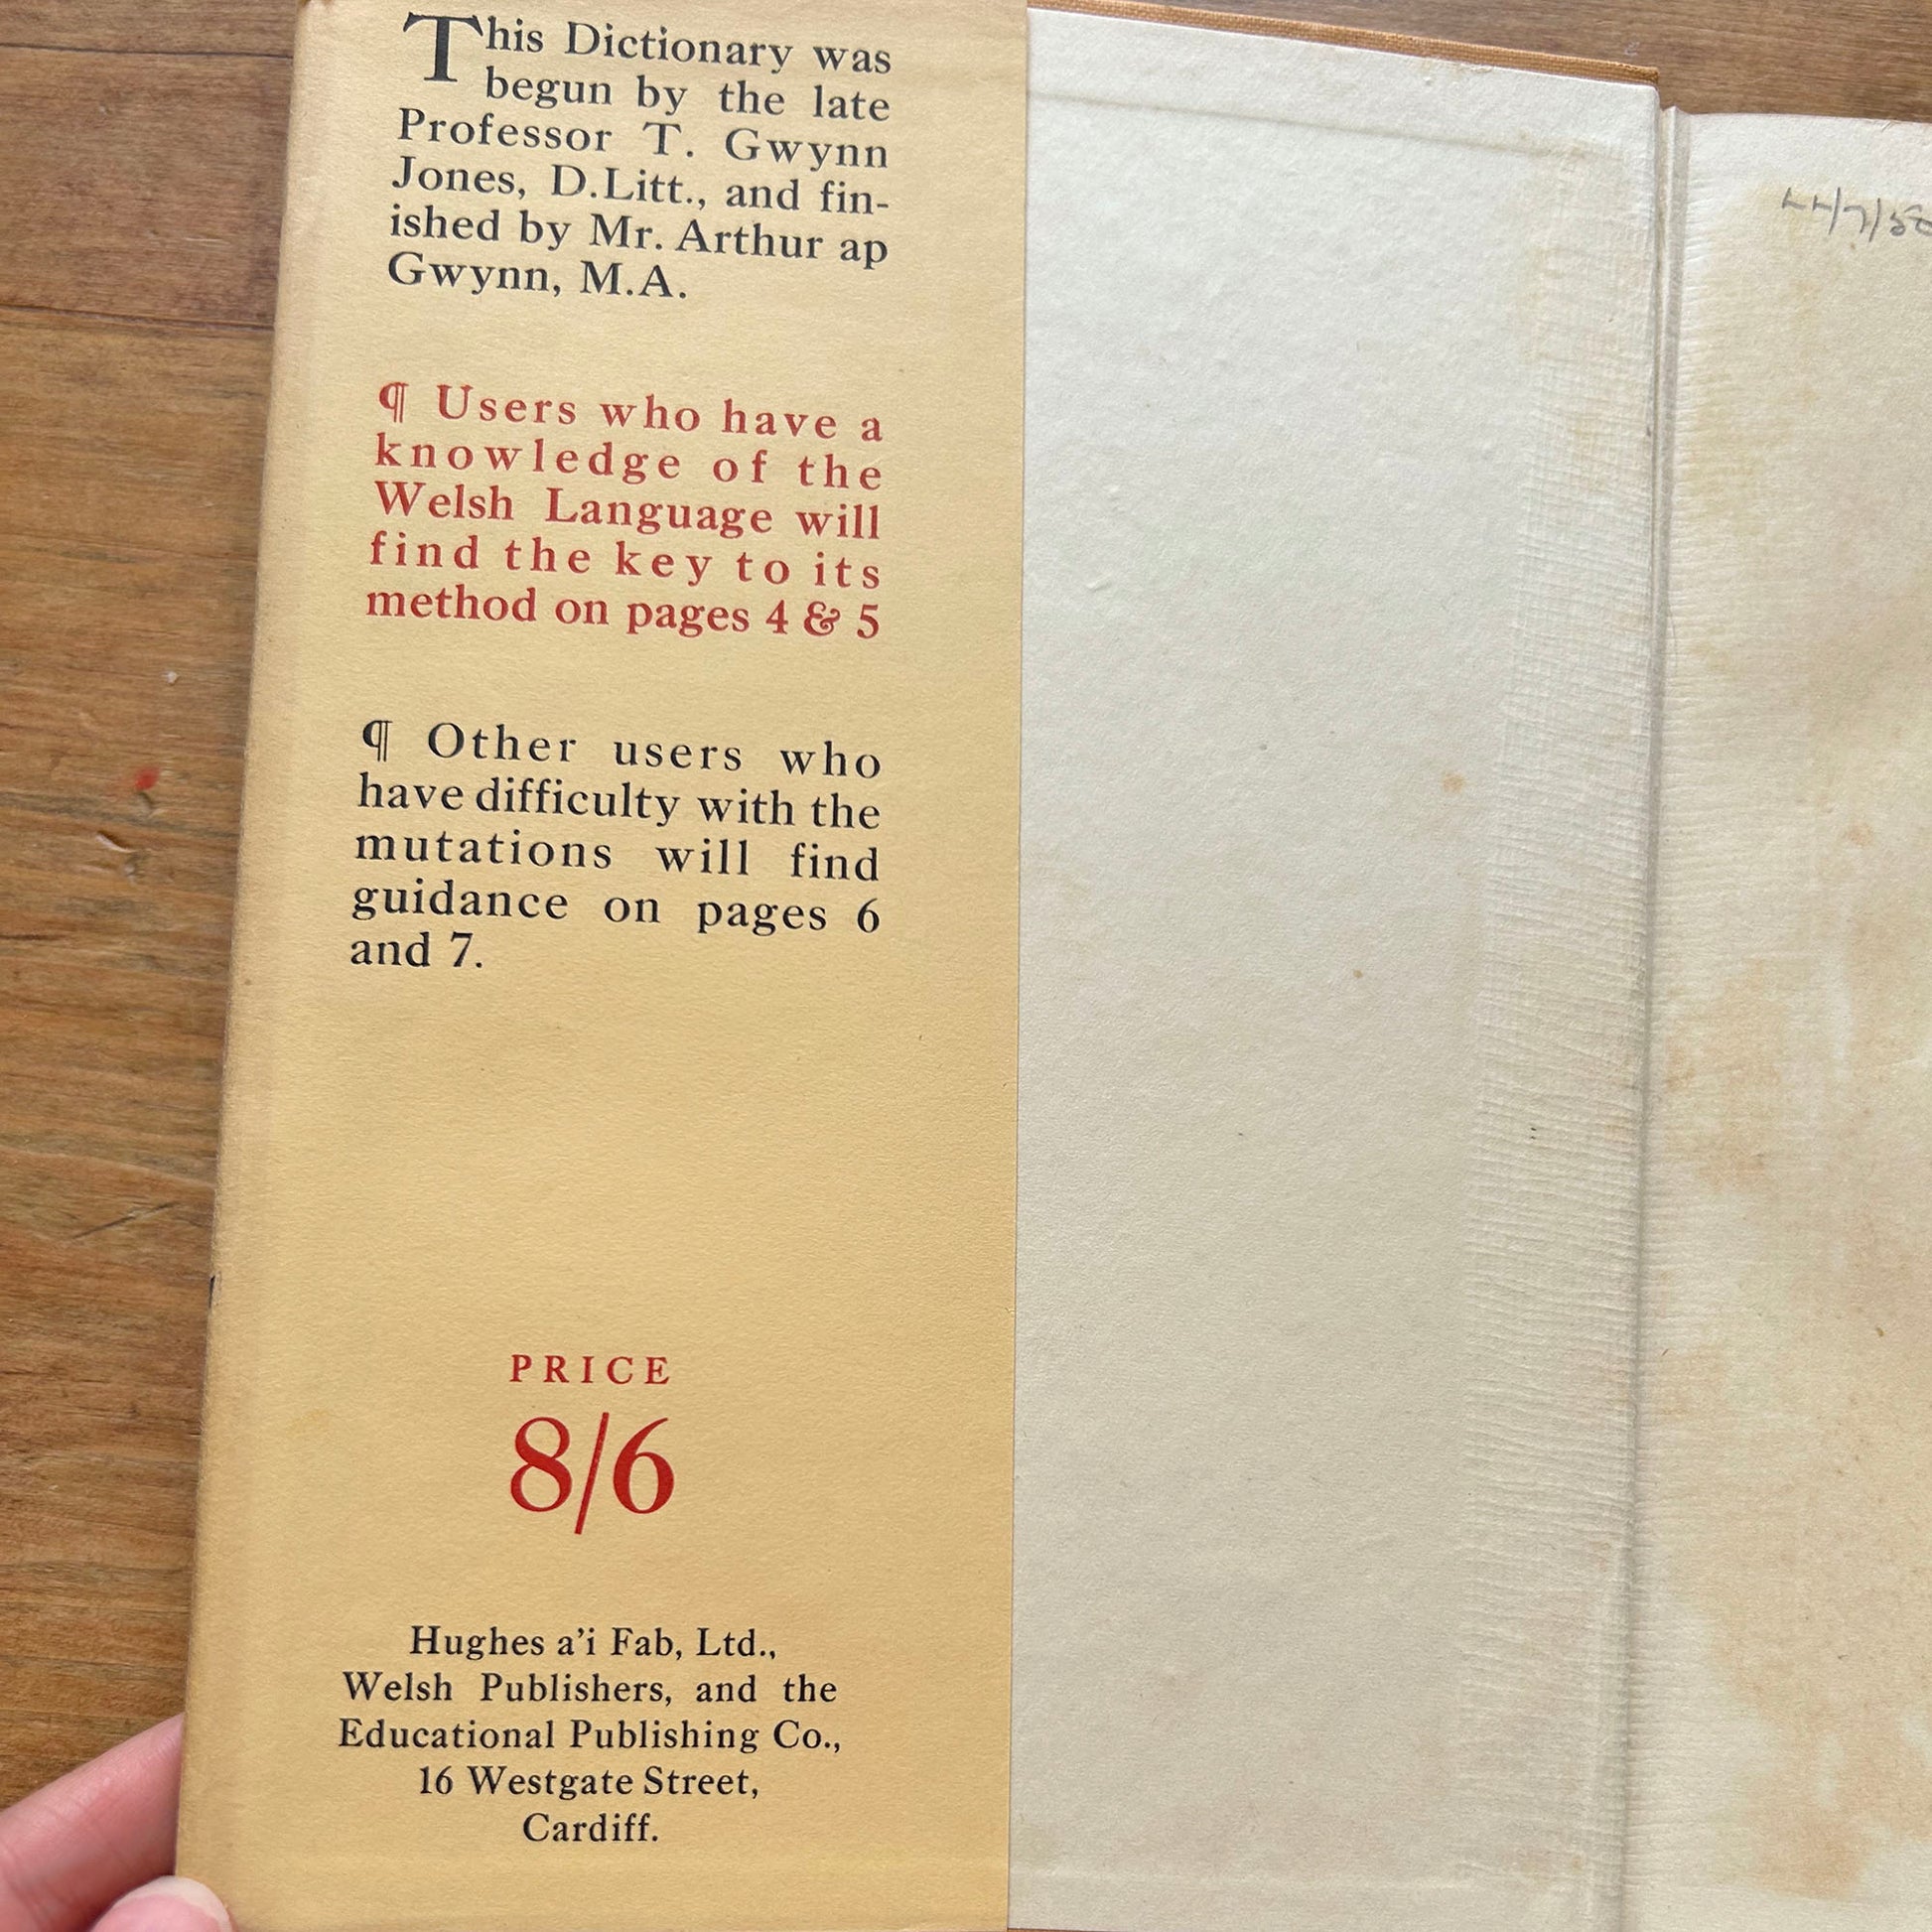 This Dictionary was
begun by the late
Professor T. Gwynn
Jones, D.Litt., and fin-
ished by Mr. Arthur ap
Gwynn, M.A.
¶ Users who have a
knowledge of the
Welsh Language will
find the key to its
method on pages 4 & 5
¶ Other users who
have difficulty with the
mutations will find
guidance on pages 6
and 7.
PRICE
8/6
Hughes a'i Fab, Ltd.,
Welsh Publishers, and the
Educational Publishing Co.,
16 Westgate Street,
Cardiff.